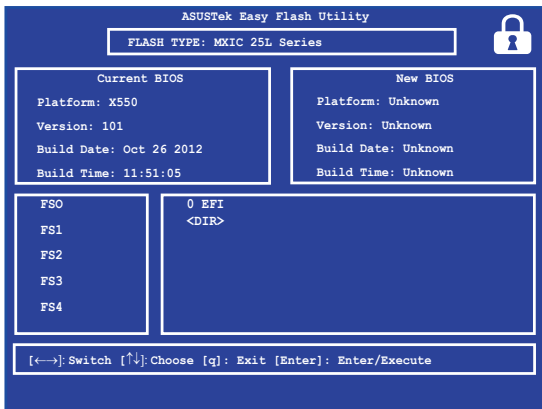 ASUSTek Easy Flash Utility
FLASH TYPE: MXIC 25L Series
Current BIOS
Platform: X550
Version: 101
Build Date: Oct 26 2012
Build Time: 11:51:05
New BIOS
Platform: Unknown
Version: Unknown
Build Date: Unknown
Build Time: Unknown
FSO
FS1
FS2
FS3
FS4
0 EFI
<DIR>
[←→]: Switch [↑↓]: Choose [q]: Exit [Enter]: Enter/Execute